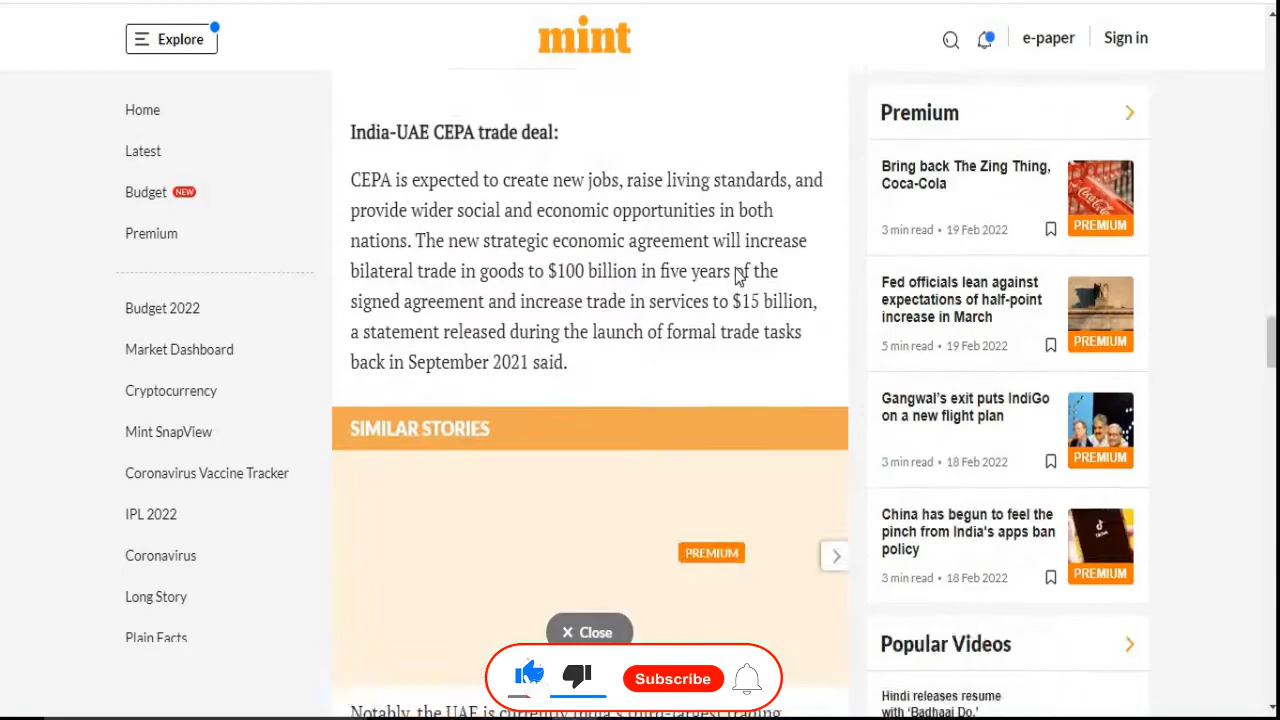 Explore
mint
e-paper
Sign in
Home
Latest
Budget NEW
Premium
Budget 2022
Market Dashboard
Cryptocurrency
Mint SnapView
Coronavirus Vaccine Tracker
IPL 2022
Coronavirus
Long Story
Plain Facts
India-UAE CEPA trade deal:
CEPA is expected to create new jobs, raise living standards, and
provide wider social and economic opportunities in both
nations. The new strategic economic agreement will increase
bilateral trade in goods to $100 billion in five years of the
signed agreement and increase trade in services to $15 billion,
a statement released during the launch of formal trade tasks
back in September 2021 said.
SIMILAR STORIES
PREMIUM
Close
Subscribe
Notably, the UAE is currently India's third-largest trading
Premium
Bring back The Zing Thing,
Coca-Cola
3 min read • 19 Feb 2022
PREMIUM
Fed officials lean against
expectations of half-point
increase in March
5 min read • 19 Feb 2022
PREMIUM
Gangwal's exit puts IndiGo
on a new flight plan
3 min read • 18 Feb 2022
PREMIUM
China has begun to feel the
pinch from India's apps ban
policy
3 min read • 18 Feb 2022
PREMIUM
Popular Videos
Hindi releases resume
with 'Badhaai Do,'